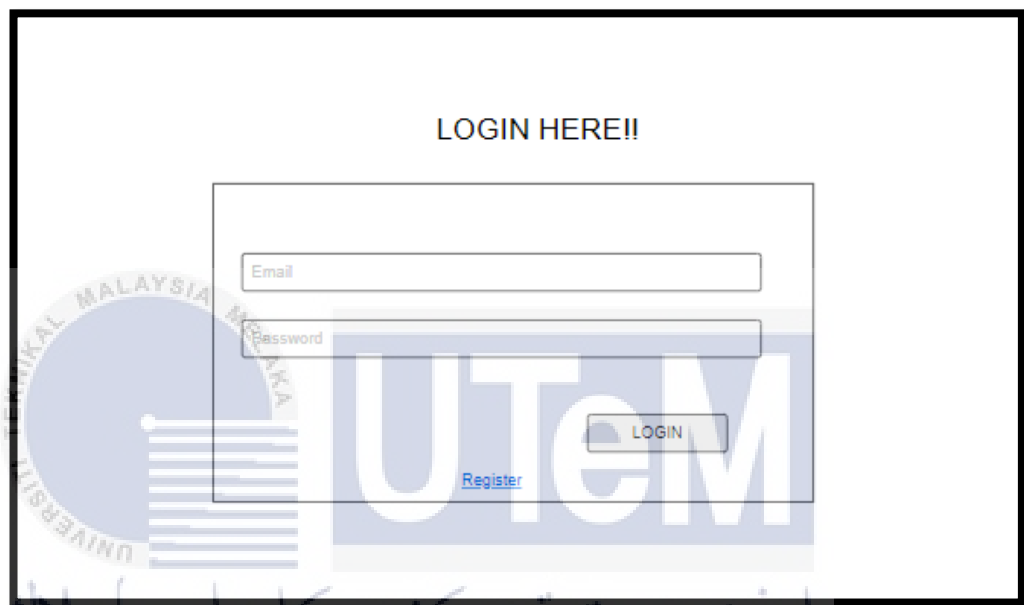 LOGIN HERE!!
Email
Password
LOGIN
Register
UNIVERSITI TEKNIKAL MALAYSIA MELAKA
UTeM